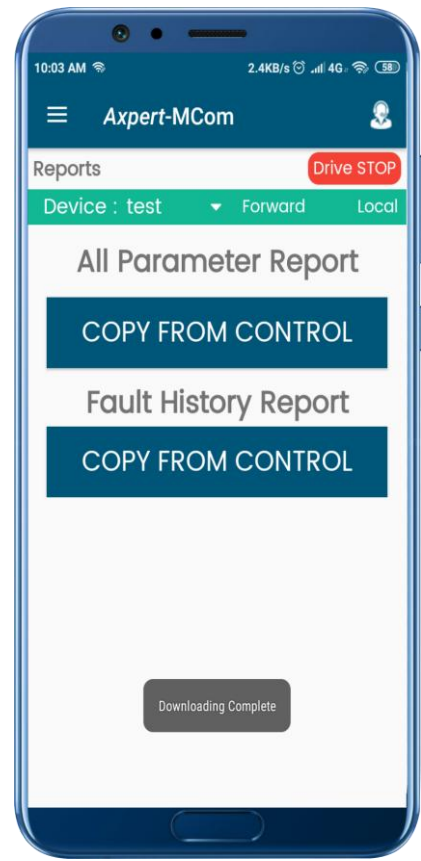 10:03 AM 2.4KB/s 4G 58
Axpert-MCom
Reports Drive STOP
Device : test Forward Local
All Parameter Report
COPY FROM CONTROL
Fault History Report
COPY FROM CONTROL
Downloading Complete